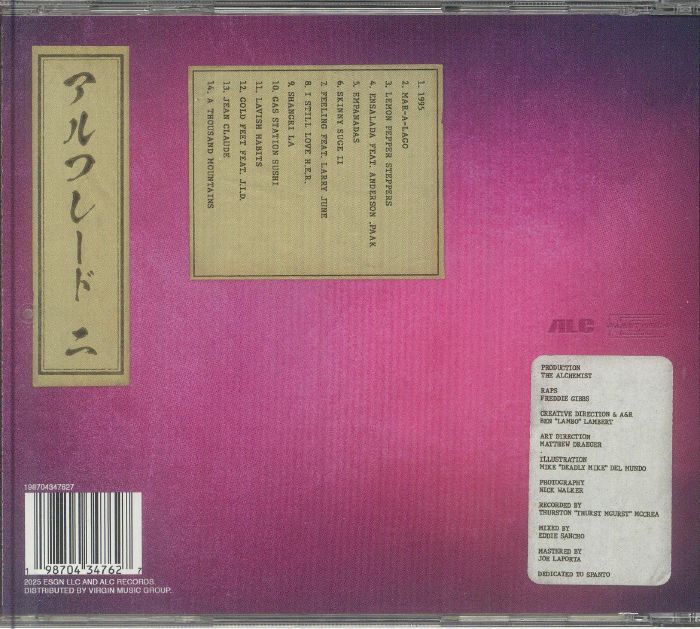 アルフレード 二
1. 1995
2. MAR-A-LAGO
3. LEMON PEPPER STEPPERS
4. ENSALADA FEAT. ANDERSON .PAAK
5. EMPANADAS
6. SKINNY SUGE II
7. FEELING FEAT. LARRY JUNE
8. I STILL LOVE H.E.R.
9. SHANGRI LA
10. GAS STATION SUSHI
11. LAVISH HABITS
12. GOLD FEET FEAT. J.I.D.
13. JEAN CLAUDE
14. A THOUSAND MOUNTAINS
ALC
PRODUCTION
THE ALCHEMIST
RAPS
FREDDIE GIBBS
CREATIVE DIRECTION & A&R
BEN "LAMBO" LAMBERT
ART DIRECTION
MATTHEW DRAEGER
ILLUSTRATION
MIKE "DEADLY MIKE" DEL MUNDO
PHOTOGRAPHY
NICK WALKER
RECORDED BY
THURSTON "THURST MGURST" MCCREA
MIXED BY
EDDIE SANCHO
MASTERED BY
JOE LAPORTA
DEDICATED TO SPANTO
198704347627
1 98704 34762 7
2025 ESGN LLC AND ALC RECORDS.
DISTRIBUTED BY VIRGIN MUSIC GROUP.